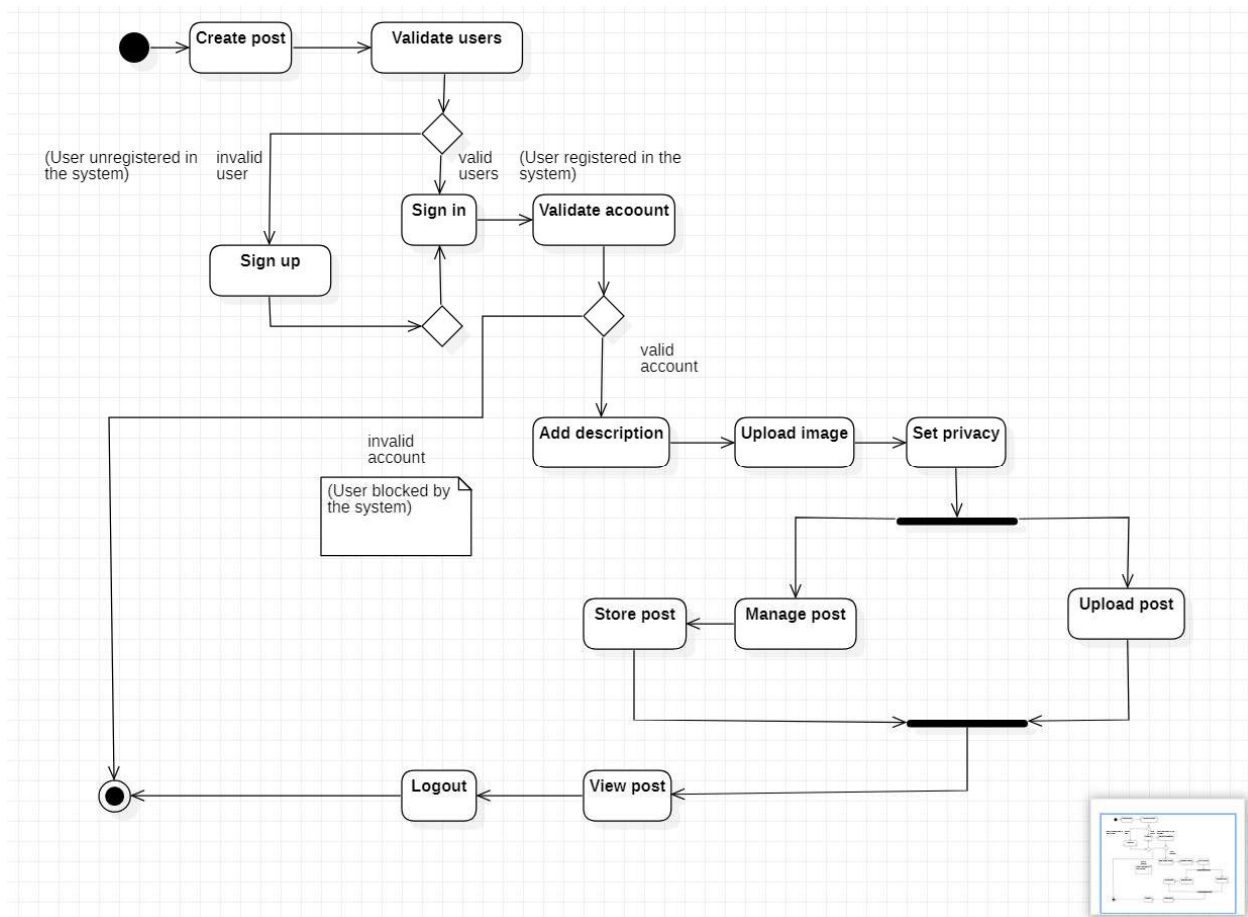 Create post
Validate users
(User unregistered in
the system)
invalid
user
valid
users
(User registered in the
system)
Sign in
Validate acoount
Sign up
valid
account
Add description
Upload image
Set privacy
invalid
account
(User blocked by
the system)
Store post
Manage post
Upload post
Logout
View post